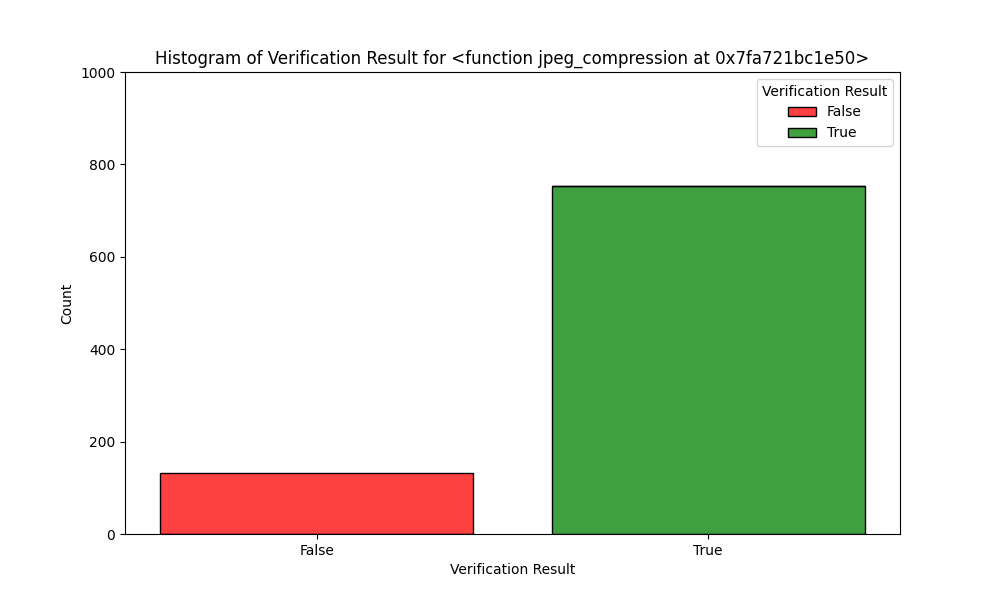 Histogram of Verification Result for <function jpeg_compression at 0x7fa721bc1e50>
1000
800
600
400
200
0
Count
Verification Result
False
True
False
True
Verification Result